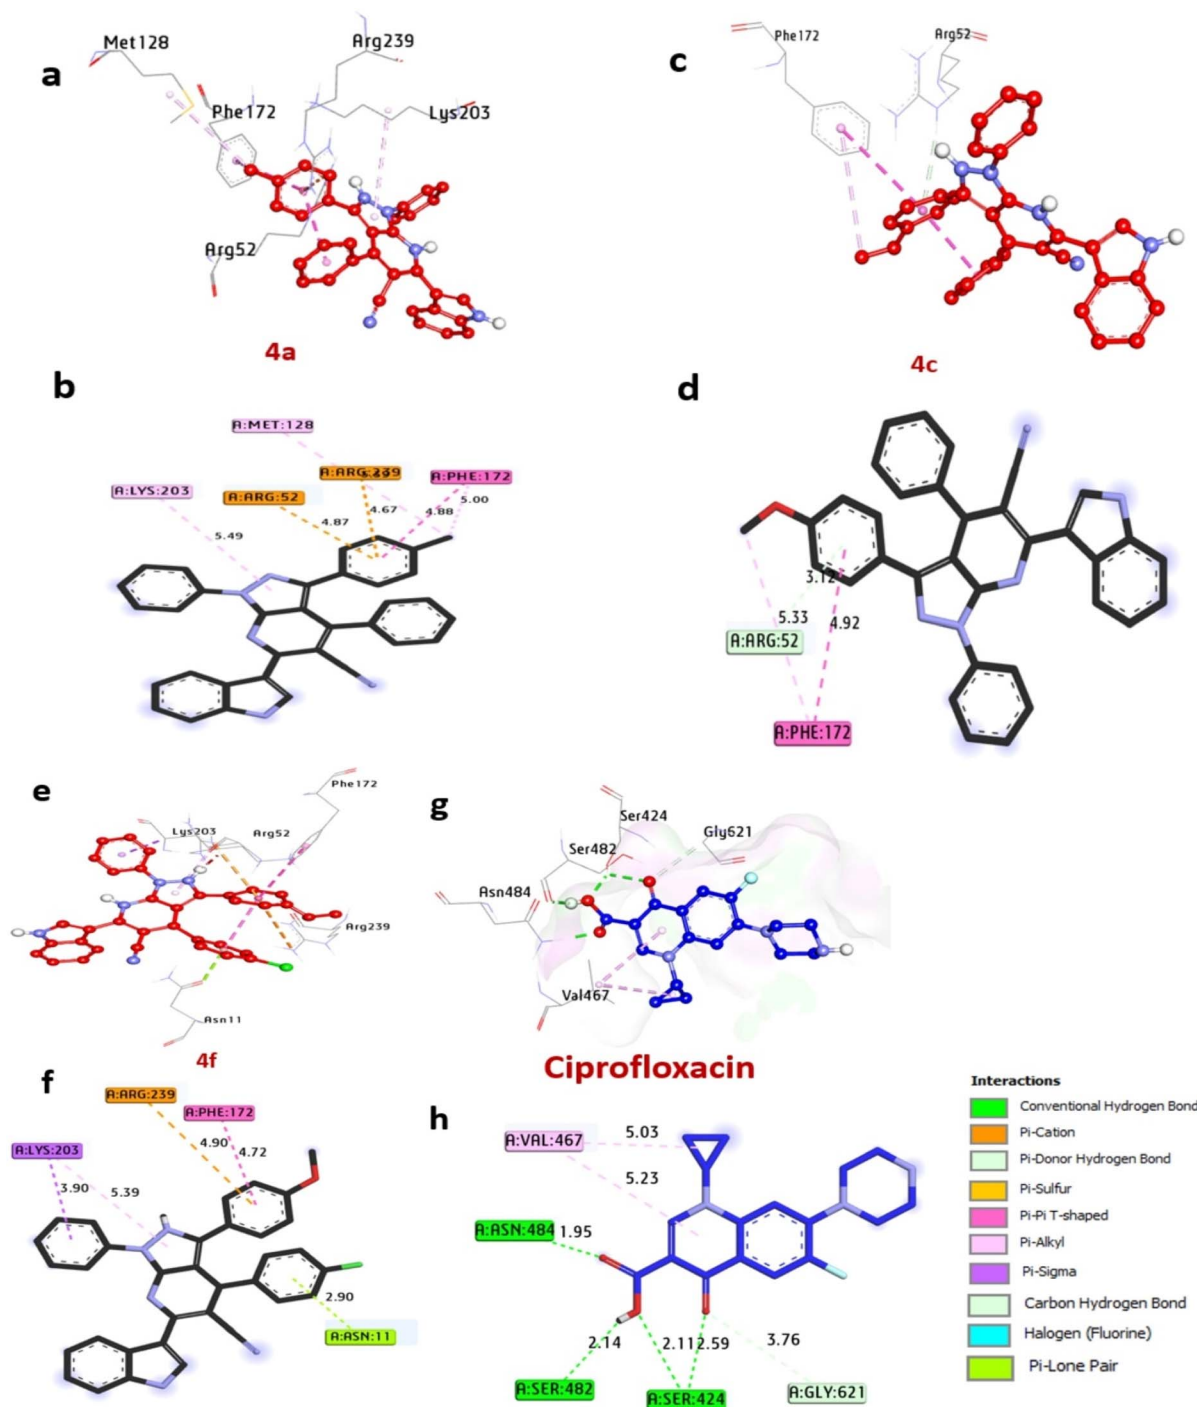 a
Met128
Arg239
Phe172
Lys203
Arg52
4a
c
Phe172
Arg52
4c
b
A:MET:128
A:ARG:239
A:PHE:172
A:LYS:203
A:ARG:52
5.00
4.67
4.88
4.87
5.49
d
3.12
5.33
4.92
A:ARG:52
A:PHE:172
e
Phe172
Lys203
Arg52
Arg239
Asn11
4f
g
Ser424
Gly621
Ser482
Asn484
Val467
Ciprofloxacin
f
A:ARG:239
A:PHE:172
A:LYS:203
4.90
4.72
3.90
5.39
2.90
A:ASN:11
h
A:VAL:467
5.03
5.23
A:ASN:484
1.95
2.14
2.11
2.59
3.76
A:SER:482
A:SER:424
A:GLY:621
Interactions
Conventional Hydrogen Bond
Pi-Cation
Pi-Donor Hydrogen Bond
Pi-Sulfur
Pi-Pi T-shaped
Pi-Alkyl
Pi-Sigma
Carbon Hydrogen Bond
Halogen (Fluorine)
Pi-Lone Pair